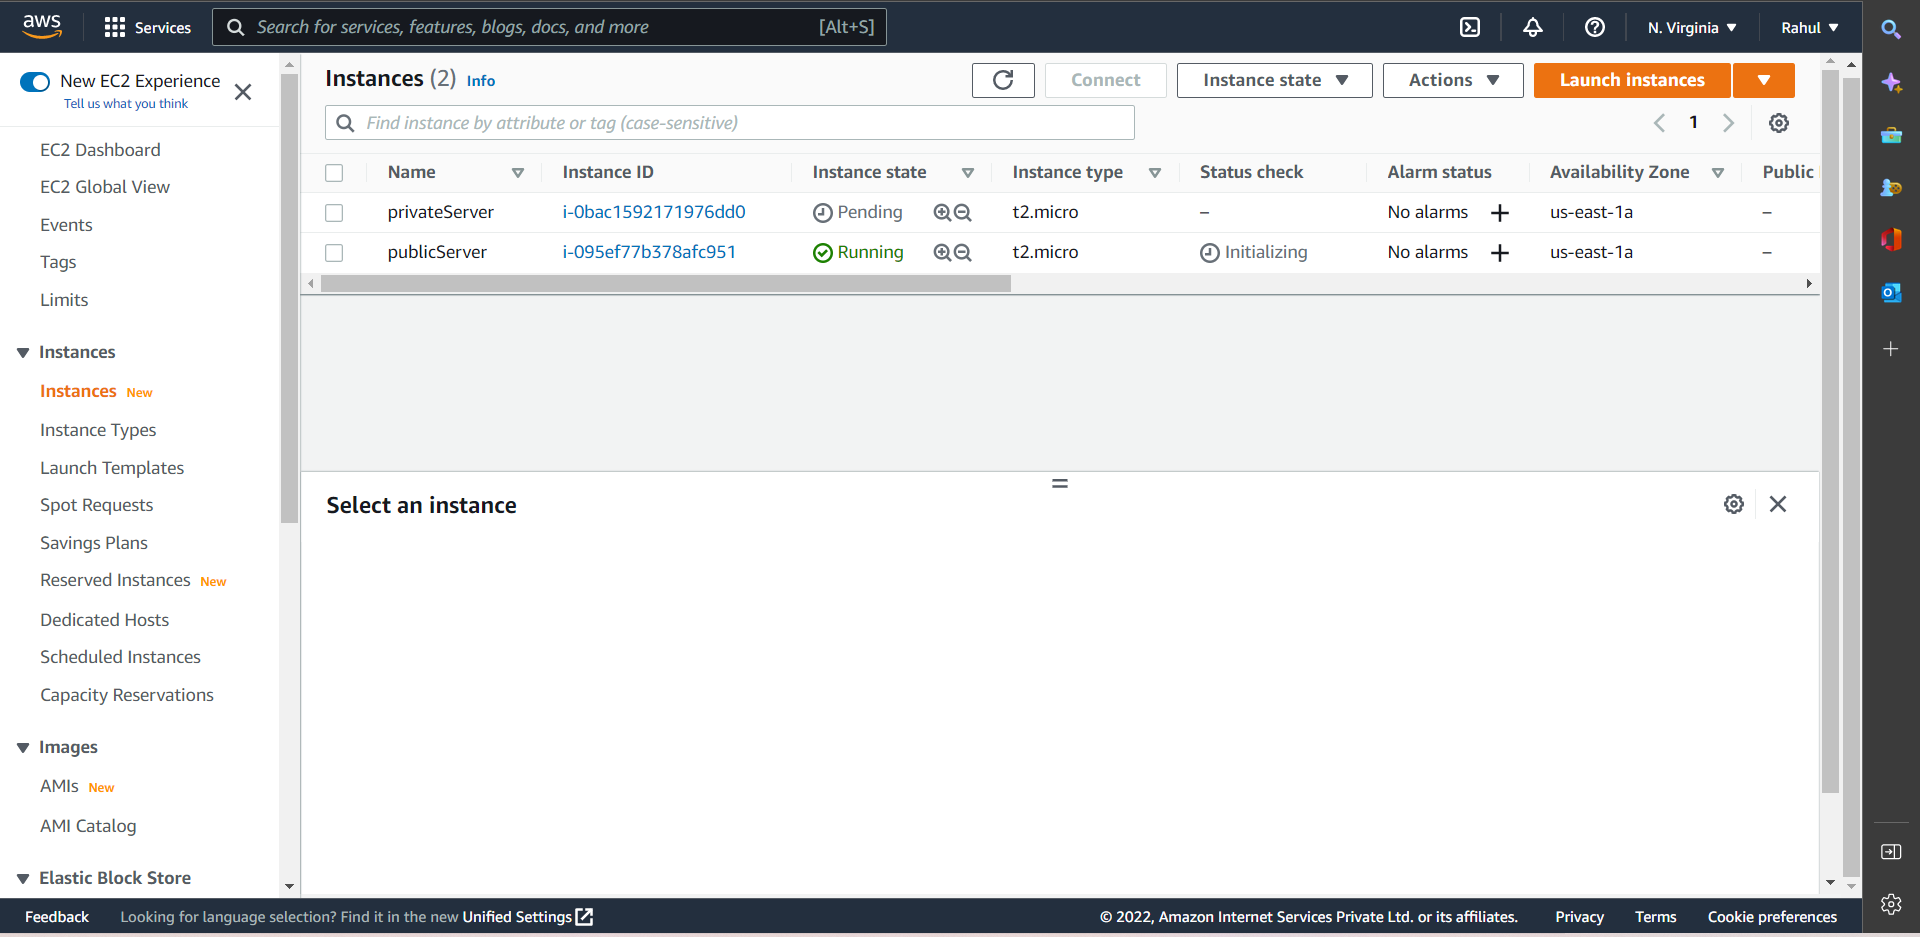 aws Services Search for services, features, blogs, docs, and more [Alt+S] N. Virginia Rahul
New EC2 Experience
Tell us what you think
EC2 Dashboard
EC2 Global View
Events
Tags
Limits
Instances
Instances New
Instance Types
Launch Templates
Spot Requests
Savings Plans
Reserved Instances New
Dedicated Hosts
Scheduled Instances
Capacity Reservations
Images
AMIs New
AMI Catalog
Elastic Block Store
Instances (2) Info Connect Instance state Actions Launch instances
Find instance by attribute or tag (case-sensitive) 1
Name Instance ID Instance state Instance type Status check Alarm status Availability Zone Public
privateServer i-0bac1592171976dd0 Pending t2.micro – No alarms us-east-1a –
publicServer i-095ef77b378afc951 Running t2.micro Initializing No alarms us-east-1a –
Select an instance
Feedback Looking for language selection? Find it in the new Unified Settings © 2022, Amazon Internet Services Private Ltd. or its affiliates. Privacy Terms Cookie preferences